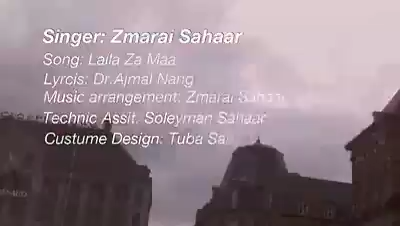 Singer: Zmarai Sahaar
Song: Laila Za Maa
Lyrcis: Dr.Ajmal Nang
Music arrangement: Zmarai Sahaar
Technic Assit. Soleyman Sahaar
Custume Design: Tuba